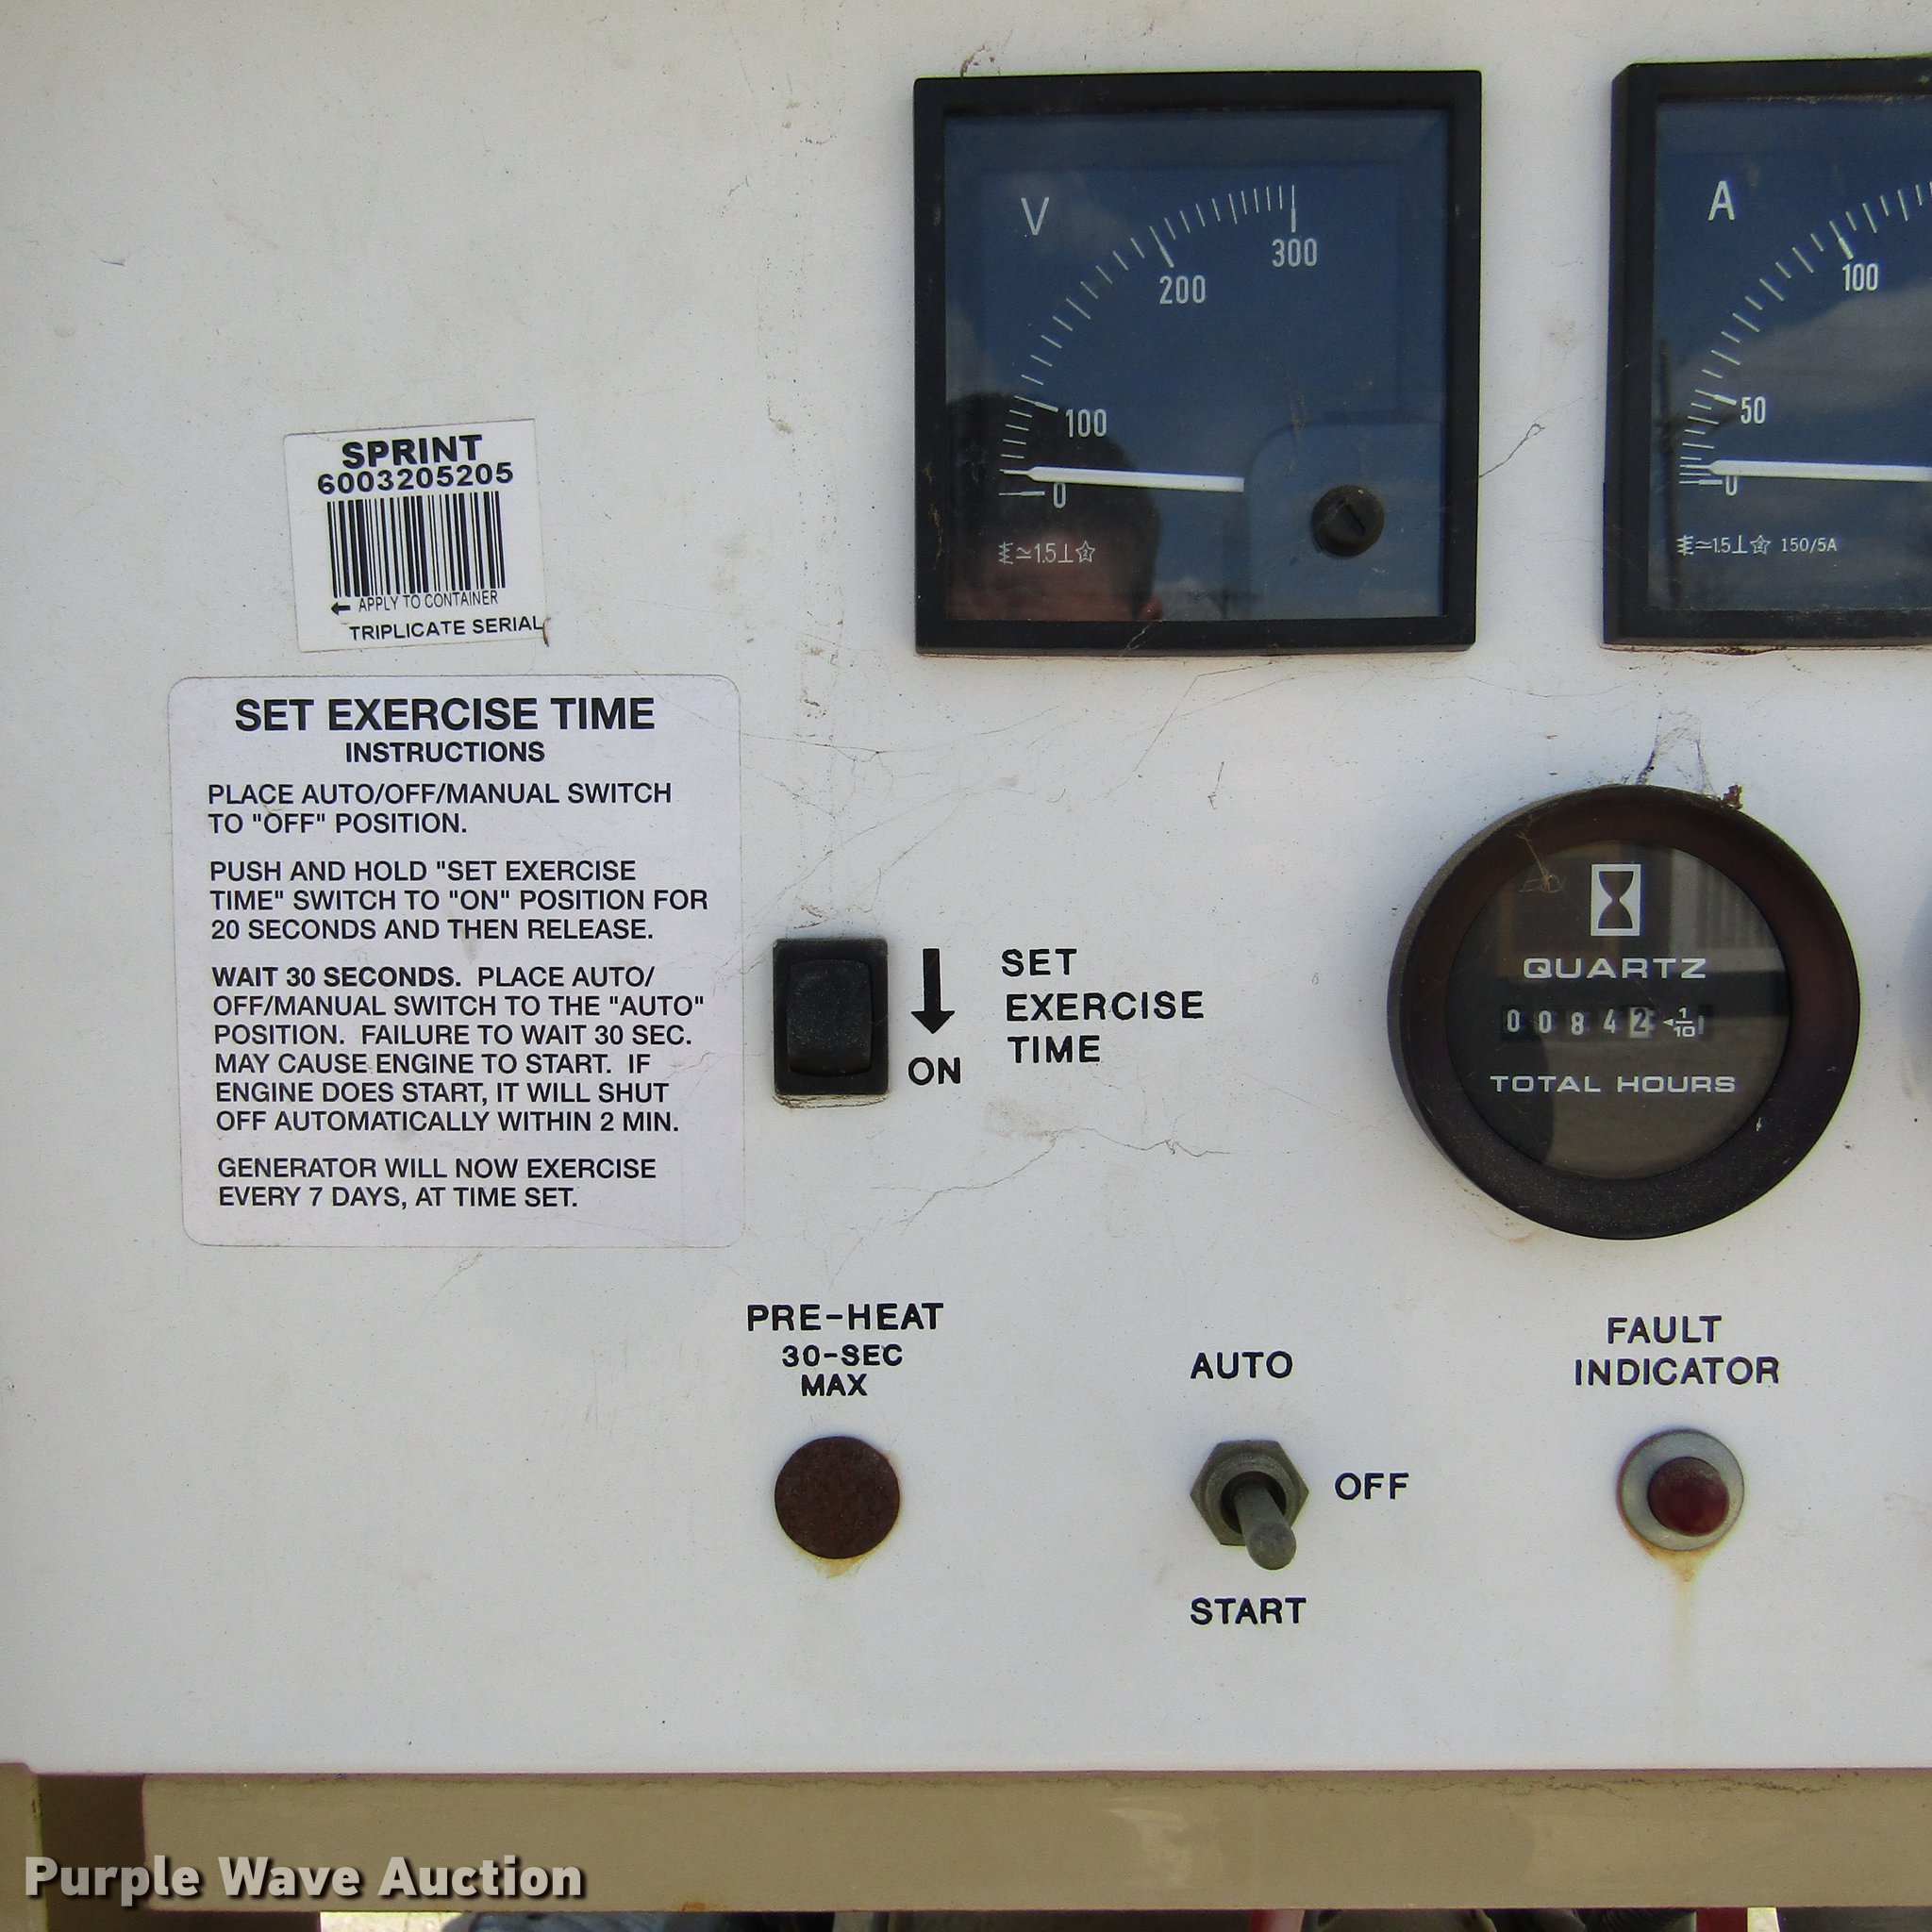 V
300
200
100
0
1.5
A
100
50
0
1.5
150/5A
SPRINT
6003205205
APPLY TO CONTAINER
TRIPLICATE SERIAL
SET EXERCISE TIME
INSTRUCTIONS
PLACE AUTO/OFF/MANUAL SWITCH
TO "OFF" POSITION.
PUSH AND HOLD "SET EXERCISE
TIME" SWITCH TO "ON" POSITION FOR
20 SECONDS AND THEN RELEASE.
WAIT 30 SECONDS. PLACE AUTO/
OFF/MANUAL SWITCH TO THE "AUTO"
POSITION. FAILURE TO WAIT 30 SEC.
MAY CAUSE ENGINE TO START. IF
ENGINE DOES START, IT WILL SHUT
OFF AUTOMATICALLY WITHIN 2 MIN.
GENERATOR WILL NOW EXERCISE
EVERY 7 DAYS, AT TIME SET.
ON
SET
EXERCISE
TIME
QUARTZ
00842 1/10
TOTAL HOURS
PRE-HEAT
30-SEC
MAX
AUTO
OFF
START
FAULT
INDICATOR
Purple Wave Auction